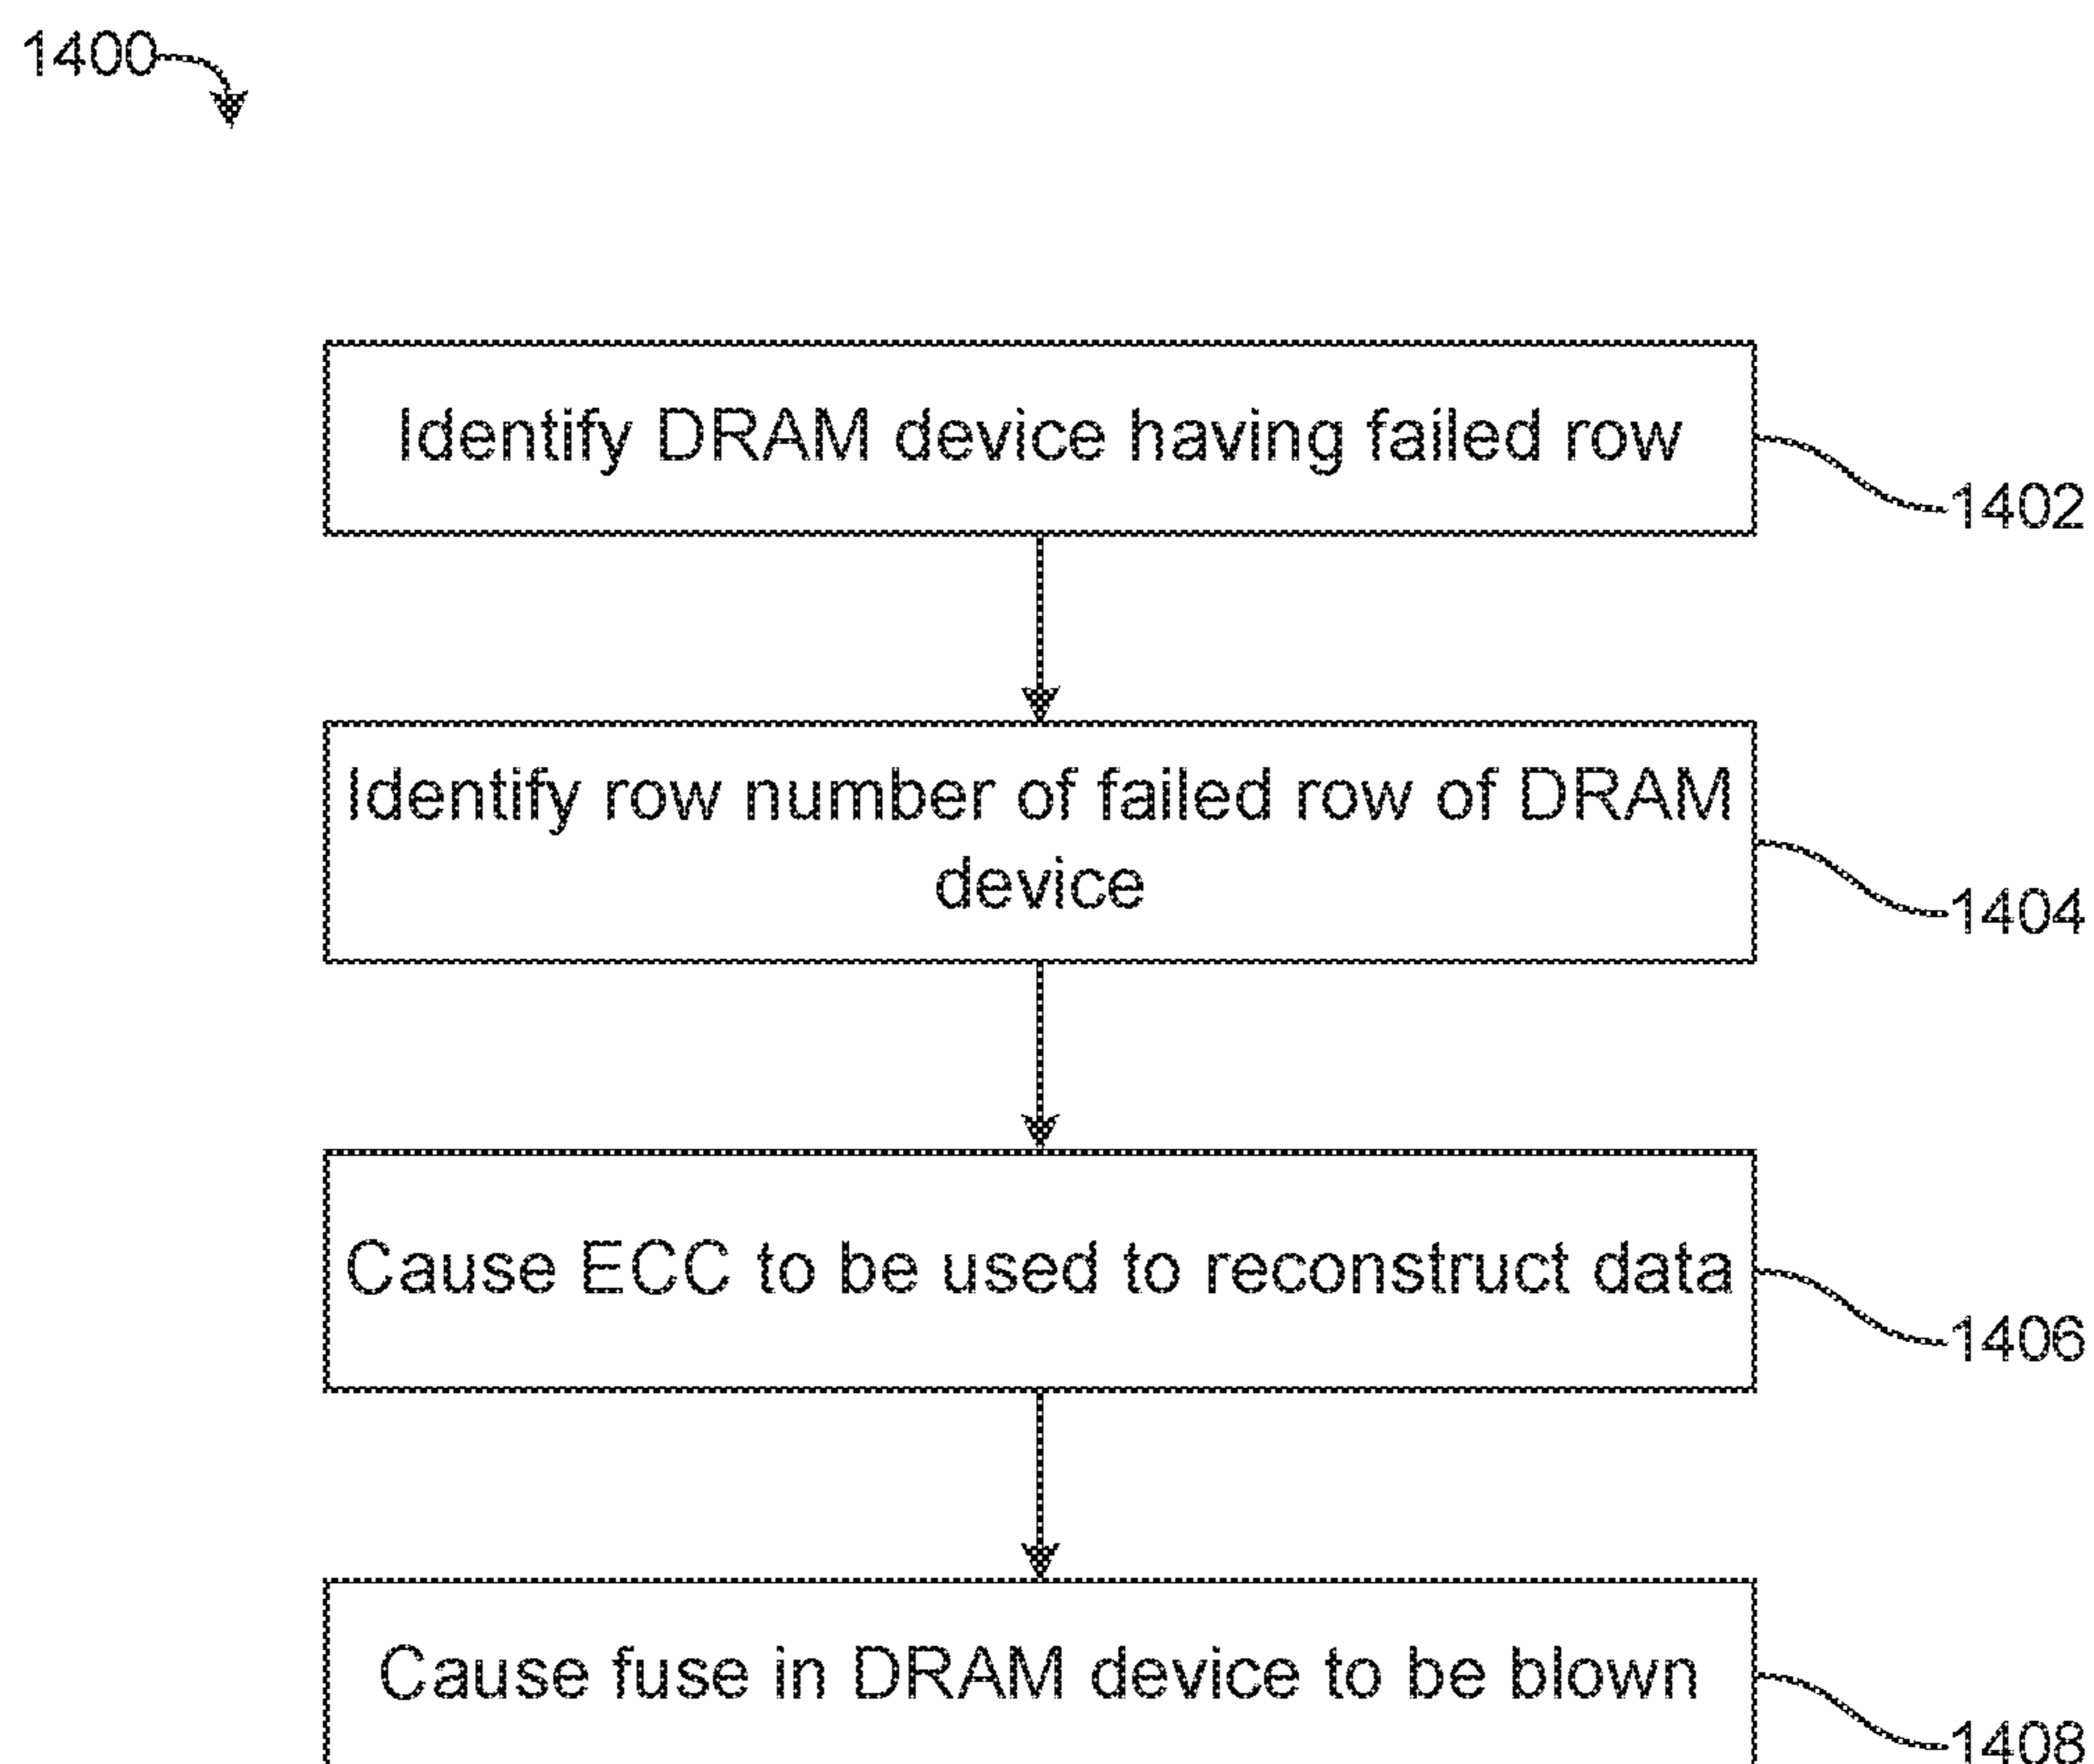 1400
Identify DRAM device having failed row
1402
Identify row number of failed row of DRAM
device
1404
Cause ECC to be used to reconstruct data
1406
Cause fuse in DRAM device to be blown
1408